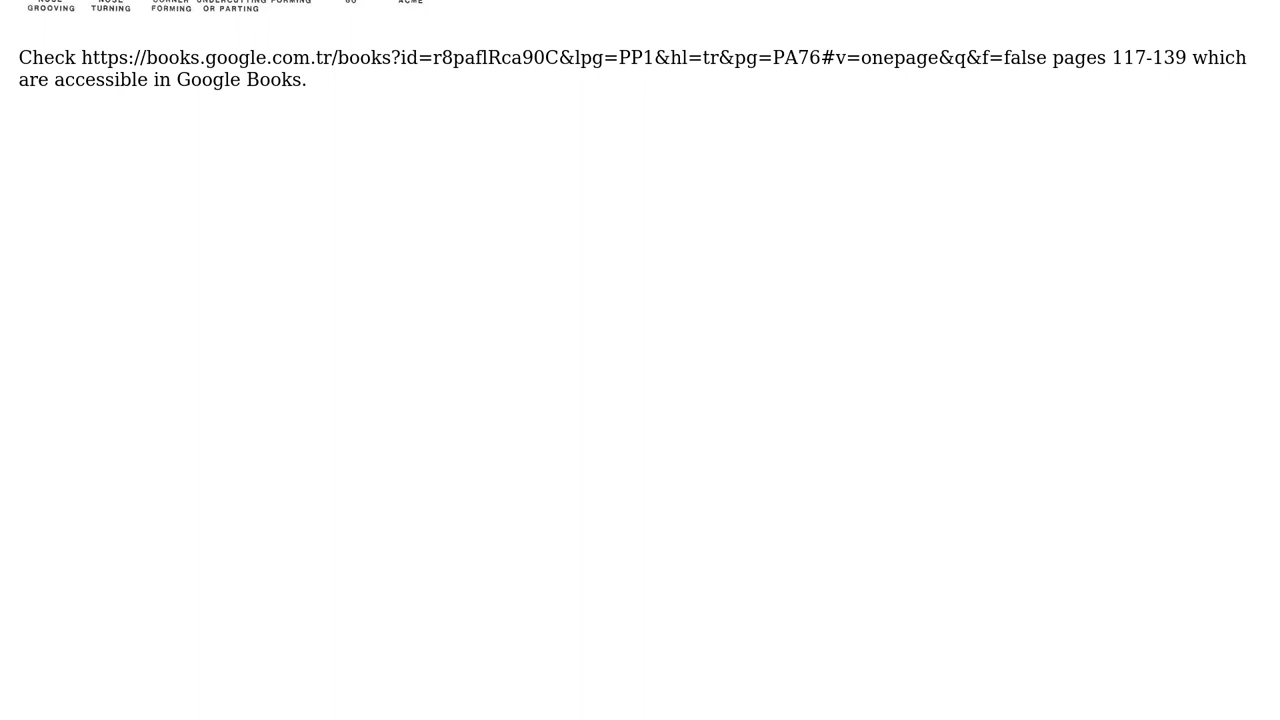 GROOVING TURNING FORMING OR PARTING
Check https://books.google.com.tr/books?id=r8paflRca90C&lpg=PP1&hl=tr&pg=PA76#v=onepage&q&f=false pages 117-139 which
are accessible in Google Books.